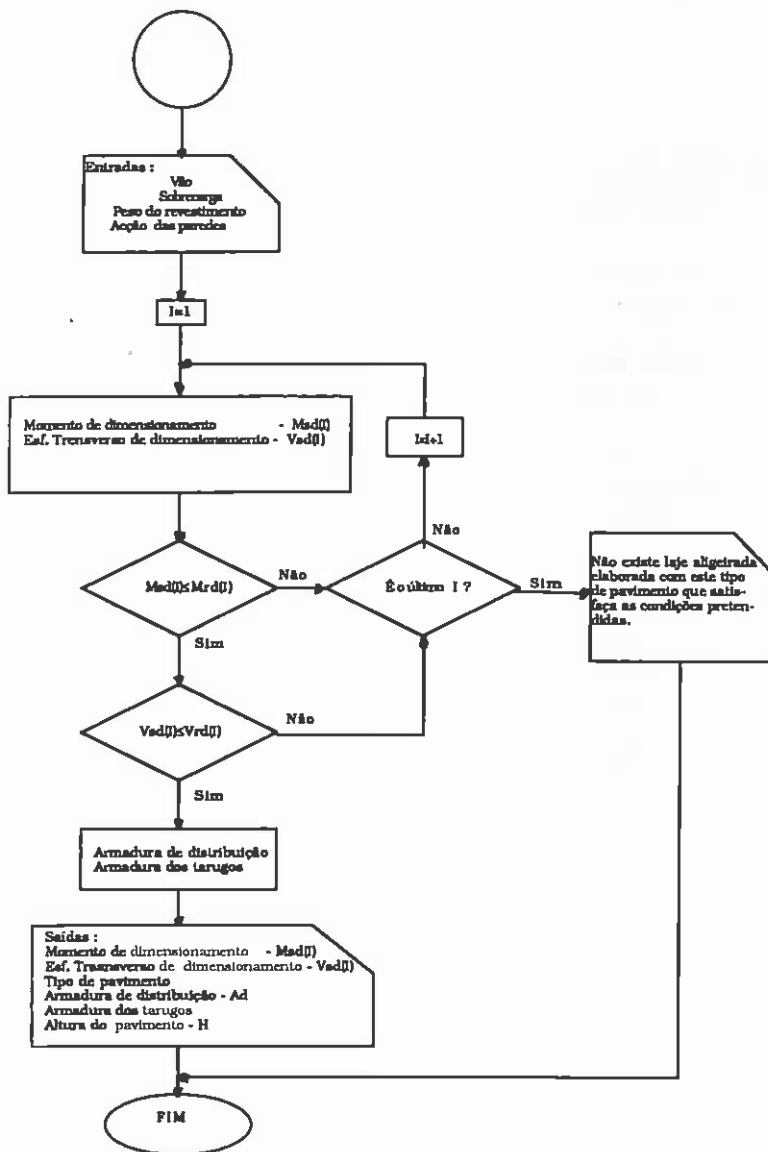 Entradas :
Vão
Sobrecarga
Peso do revestimento
Acção das paredes
I=1
Momento de dimensionamento - Msd(I)
Esf. Transverso de dimensionamento - Vsd(I)
I=I+1
Não
Msd(I)≤Mrd(I)
Não
É o último I ?
Sim
Não existe laje aligeirada
elaborada com este tipo
de pavimento que satis-
faça as condições preten-
didas.
Sim
Vsd(I)≤Vrd(I)
Não
Sim
Armadura de distribuição
Armadura dos tarugos
Saídas :
Momento de dimensionamento - Msd(I)
Esf. Trasnverso de dimensionamento - Vsd(I)
Tipo de pavimento
Armadura de distribuição - Ad
Armadura dos tarugos
Altura do pavimento - H
FIM